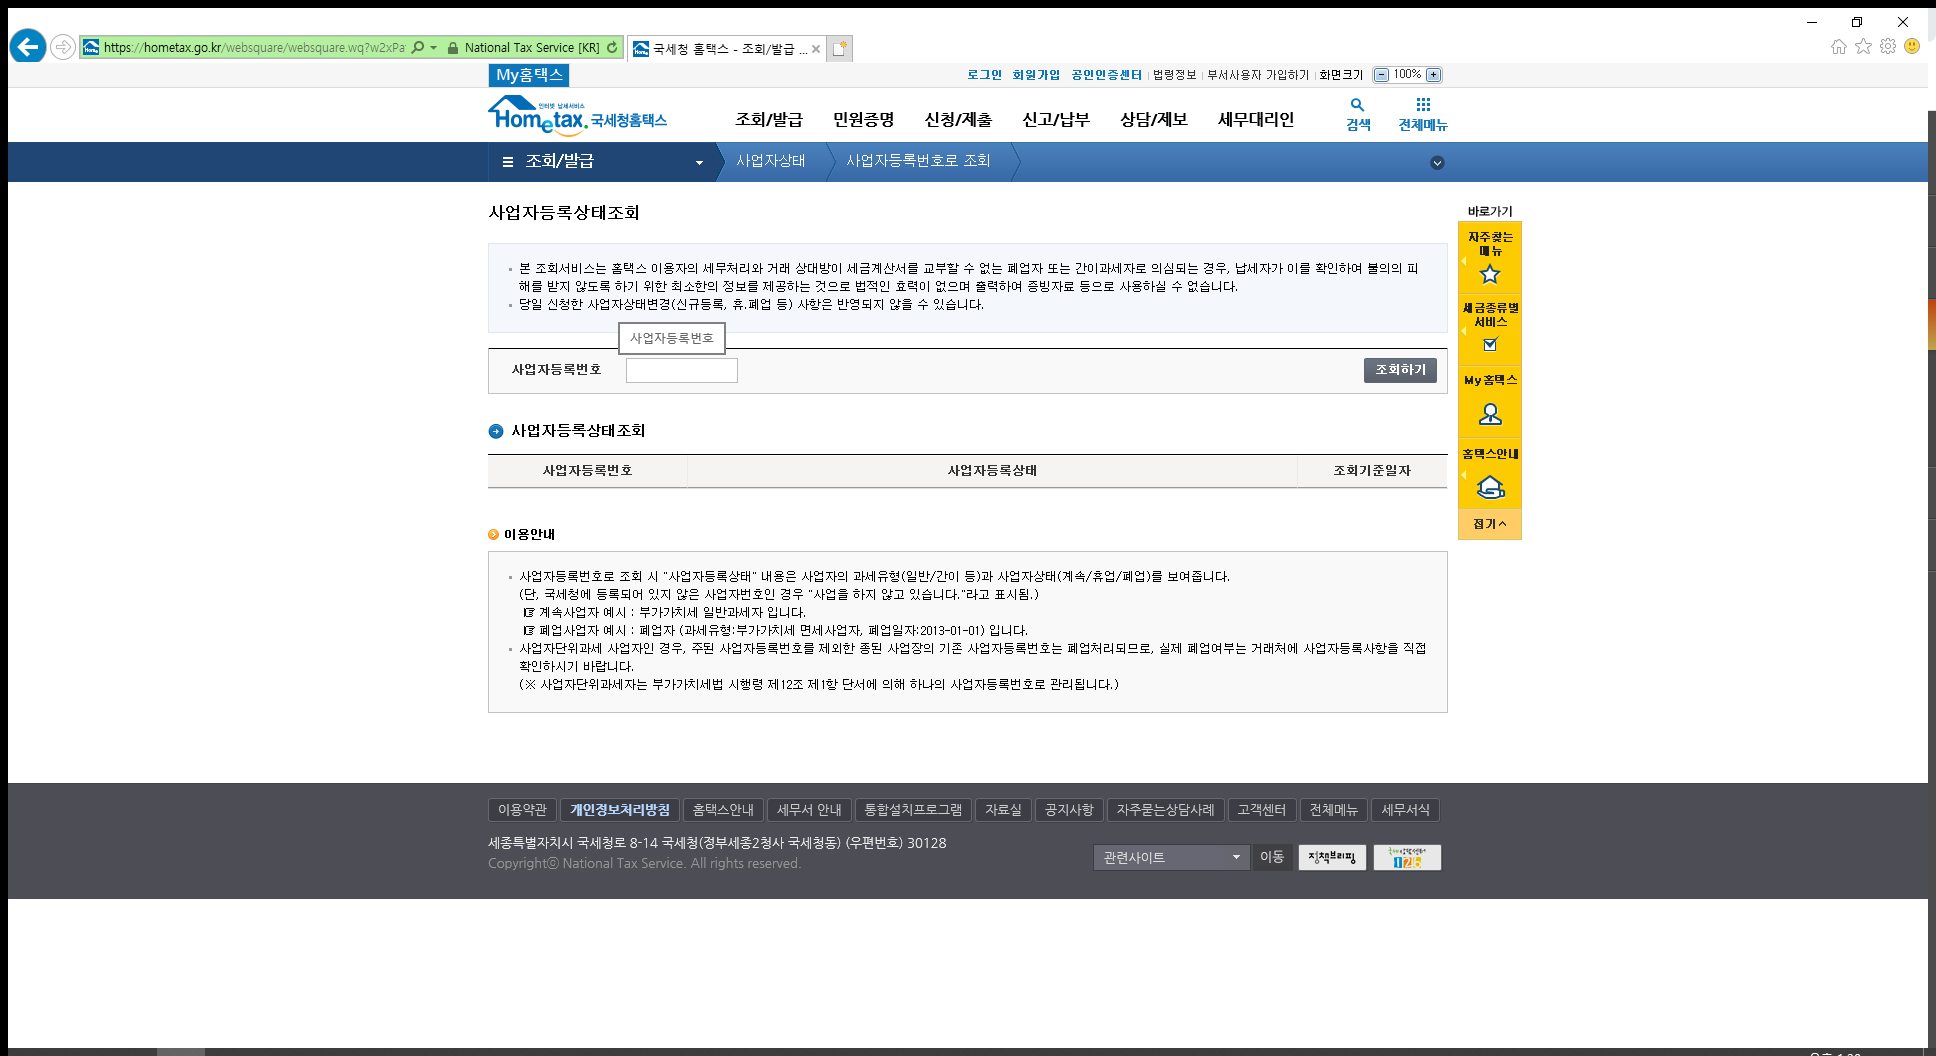 https://hometax.go.kr/websquare/websquare.wq?w2xPa National Tax Service [KR] 국세청 홈택스 - 조회/발급 ...
My홈택스 로그인 회원가입 공인인증센터 법령정보 부서사용자 가입하기 화면크기 100%
인터넷 납세서비스
Hometax. 국세청홈택스 조회/발급 민원증명 신청/제출 신고/납부 상담/제보 세무대리인 검색 전체메뉴
조회/발급 사업자상태 사업자등록번호로 조회
사업자등록상태조회
본 조회서비스는 홈택스 이용자의 세무처리와 거래 상대방이 세금계산서를 교부할 수 없는 폐업자 또는 간이과세자로 의심되는 경우, 납세자가 이를 확인하여 불의의 피
해를 받지 않도록 하기 위한 최소한의 정보를 제공하는 것으로 법적인 효력이 없으며 출력하여 증빙자료 등으로 사용하실 수 없습니다.
당일 신청한 사업자상태변경(신규등록, 휴.폐업 등) 사항은 반영되지 않을 수 있습니다.
사업자등록번호
사업자등록번호 조회하기
사업자등록상태조회
사업자등록번호 사업자등록상태 조회기준일자
이용안내
사업자등록번호로 조회 시 "사업자등록상태" 내용은 사업자의 과세유형(일반/간이 등)과 사업자상태(계속/휴업/폐업)를 보여줍니다.
(단, 국세청에 등록되어 있지 않은 사업자번호인 경우 "사업을 하지 않고 있습니다."라고 표시됨.)
☞ 계속사업자 예시 : 부가가치세 일반과세자 입니다.
☞ 폐업사업자 예시 : 폐업자 (과세유형:부가가치세 면세사업자, 폐업일자:2013-01-01) 입니다.
사업자단위과세 사업자인 경우, 주된 사업자등록번호를 제외한 종된 사업장의 기존 사업자등록번호는 폐업처리되므로, 실제 폐업여부는 거래처에 사업자등록사항을 직접
확인하시기 바랍니다.
(※ 사업자단위과세자는 부가가치세법 시행령 제12조 제1항 단서에 의해 하나의 사업자등록번호로 관리됩니다.)
바로가기
자주찾는
메뉴
세금종류별
서비스
My홈택스
홈택스안내
접기
이용약관 개인정보처리방침 홈택스안내 세무서 안내 통합설치프로그램 자료실 공지사항 자주묻는상담사례 고객센터 전체메뉴 세무서식
세종특별자치시 국세청로 8-14 국세청(정부세종2청사 국세청동) (우편번호) 30128
Copyrightⓒ National Tax Service. All rights reserved.
관련사이트 이동 정책브리핑 국세상담센터 126